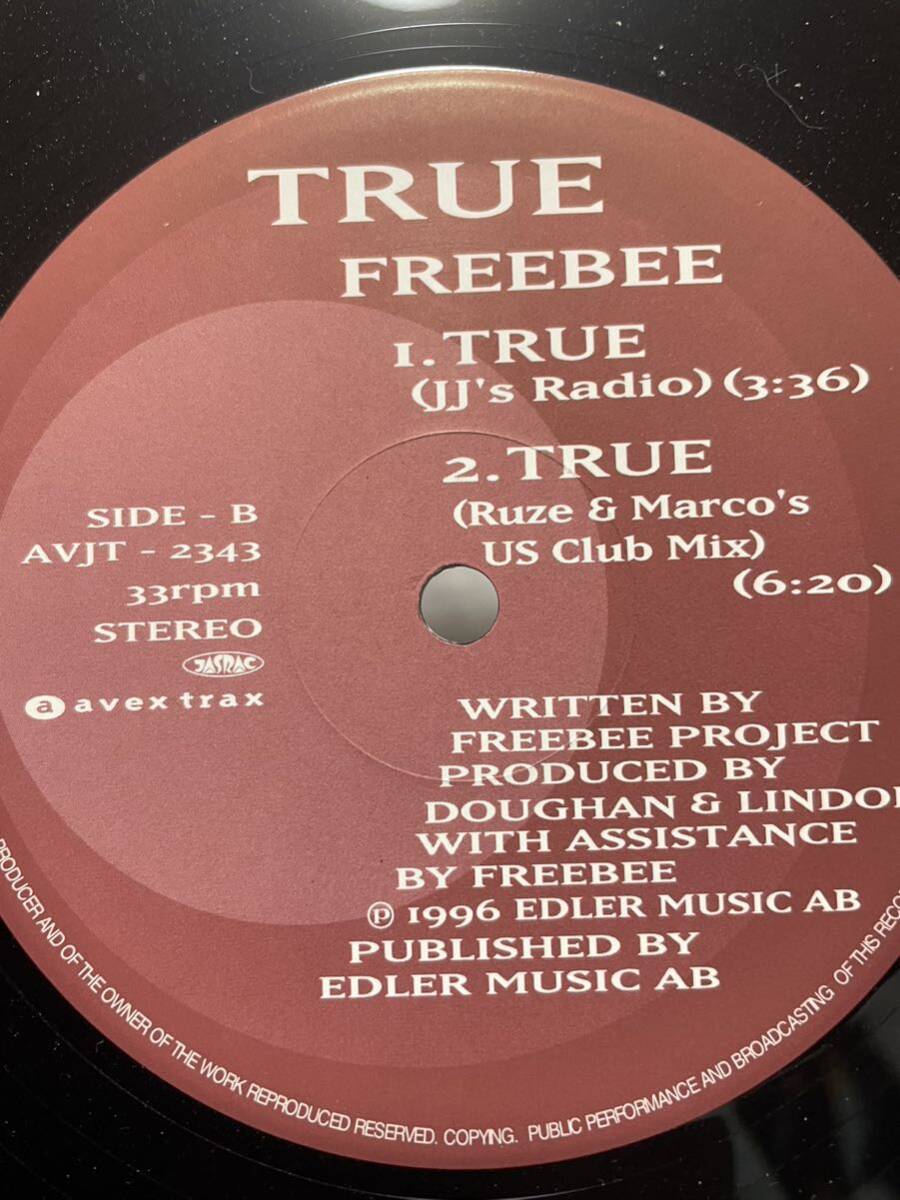 TRUE
FREEBEE
1. TRUE
(JJ's Radio) (3:36)
2. TRUE
(Ruze & Marco's
US Club Mix)
(6:20)
SIDE - B
AVJT - 2343
33rpm
STEREO
JASRAC
a avex trax
WRITTEN BY
FREEBEE PROJECT
PRODUCED BY
DOUGHAN &
WITH ASSISTANCE
BY FREEBEE
℗ 1996 EDLER MUSIC AB
PUBLISHED BY
EDLER MUSIC AB
PRODUCER AND OF THE OWNER OF THE WORK REPRODUCED RESERVED. COPYING. PUBLIC PERFORMANCE AND BROADCASTING OF THIS